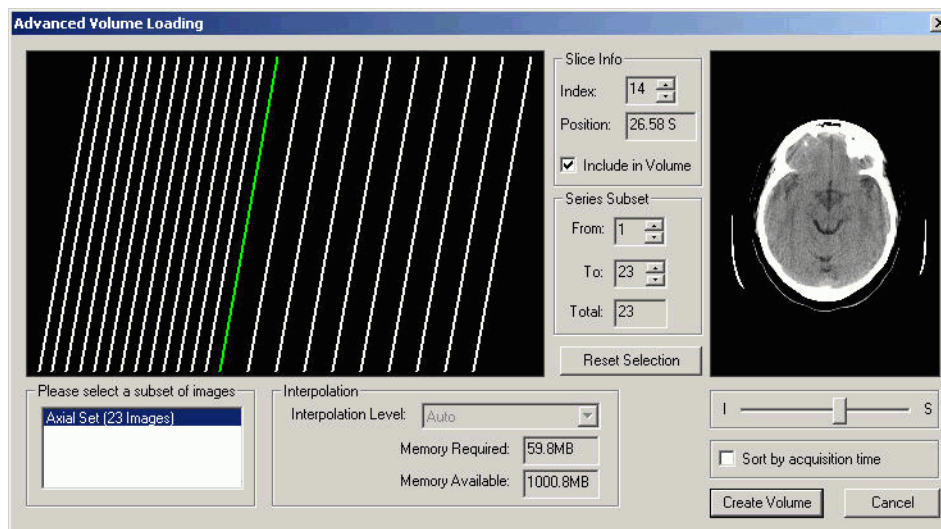 Advanced Volume Loading
Slice Info
Index: 14
Position: 26.58 S
Include in Volume
Series Subset
From: 1
To: 23
Total: 23
Reset Selection
Please select a subset of images
Axial Set (23 Images)
Interpolation
Interpolation Level: Auto
Memory Required: 59.8MB
Memory Available: 1000.8MB
I S
Sort by acquisition time
Create Volume Cancel